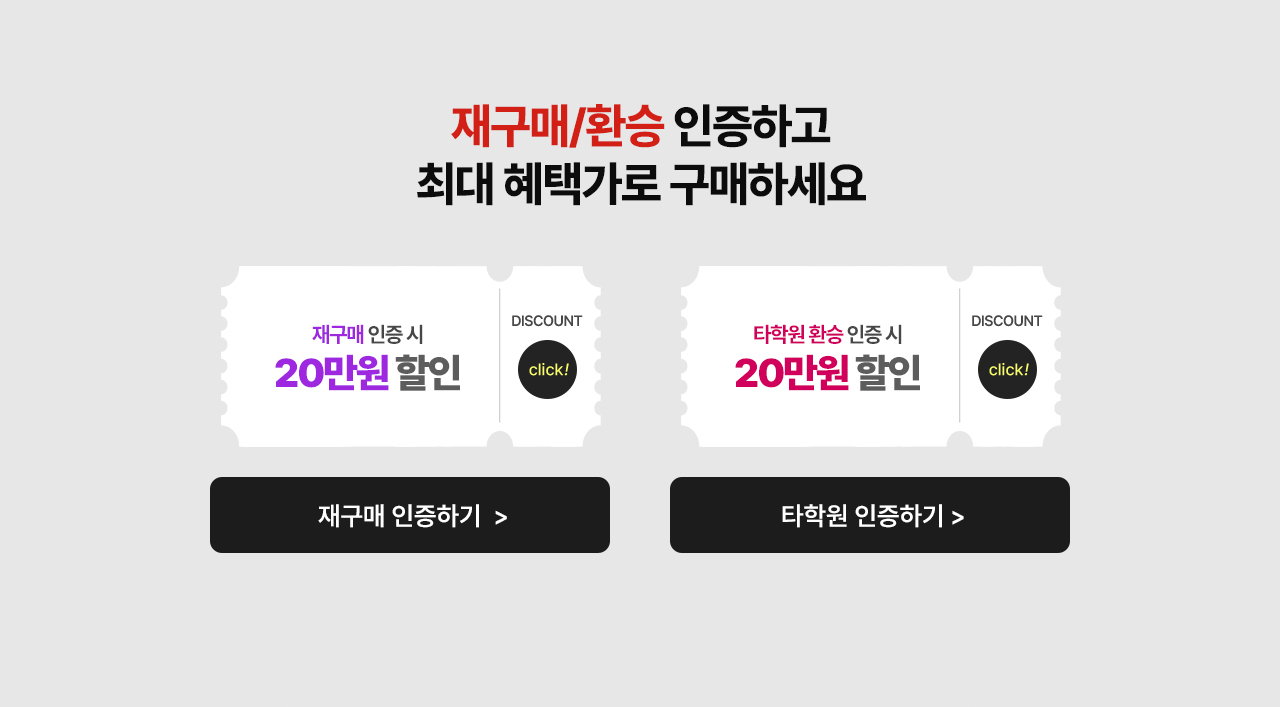 재구매/환승 인증하고
최대 혜택가로 구매하세요
재구매 인증 시
20만원 할인
DISCOUNT
click!
타학원 환승 인증 시
20만원 할인
DISCOUNT
click!
재구매 인증하기 >
타학원 인증하기 >